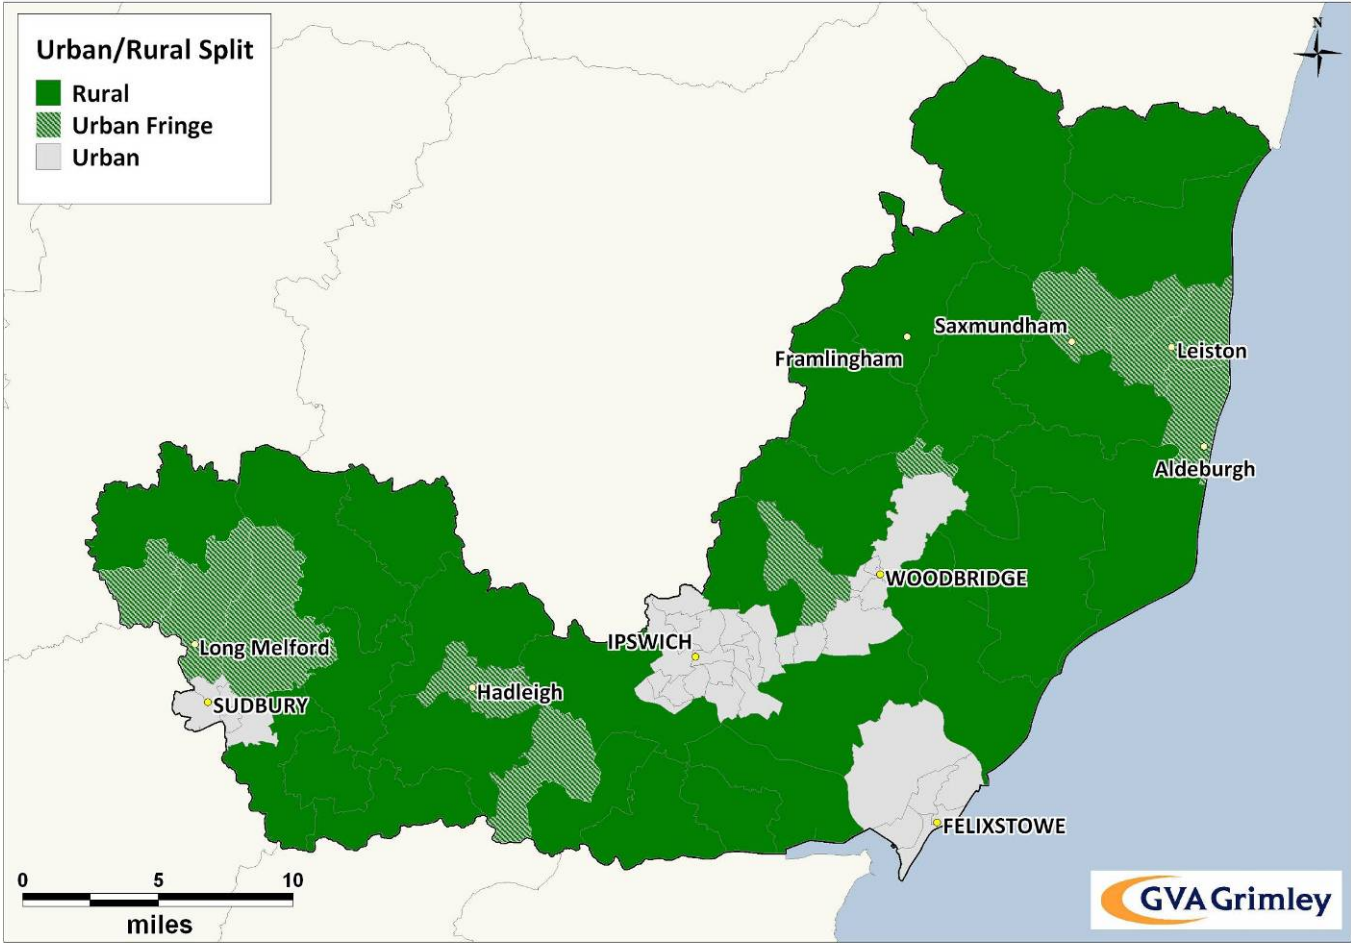 Urban/Rural Split
Rural
Urban Fringe
Urban
N
Saxmundham
Framlingham
Leiston
Aldeburgh
WOODBRIDGE
IPSWICH
Long Melford
Hadleigh
SUDBURY
FELIXSTOWE
0 5 10
miles
GVA Grimley